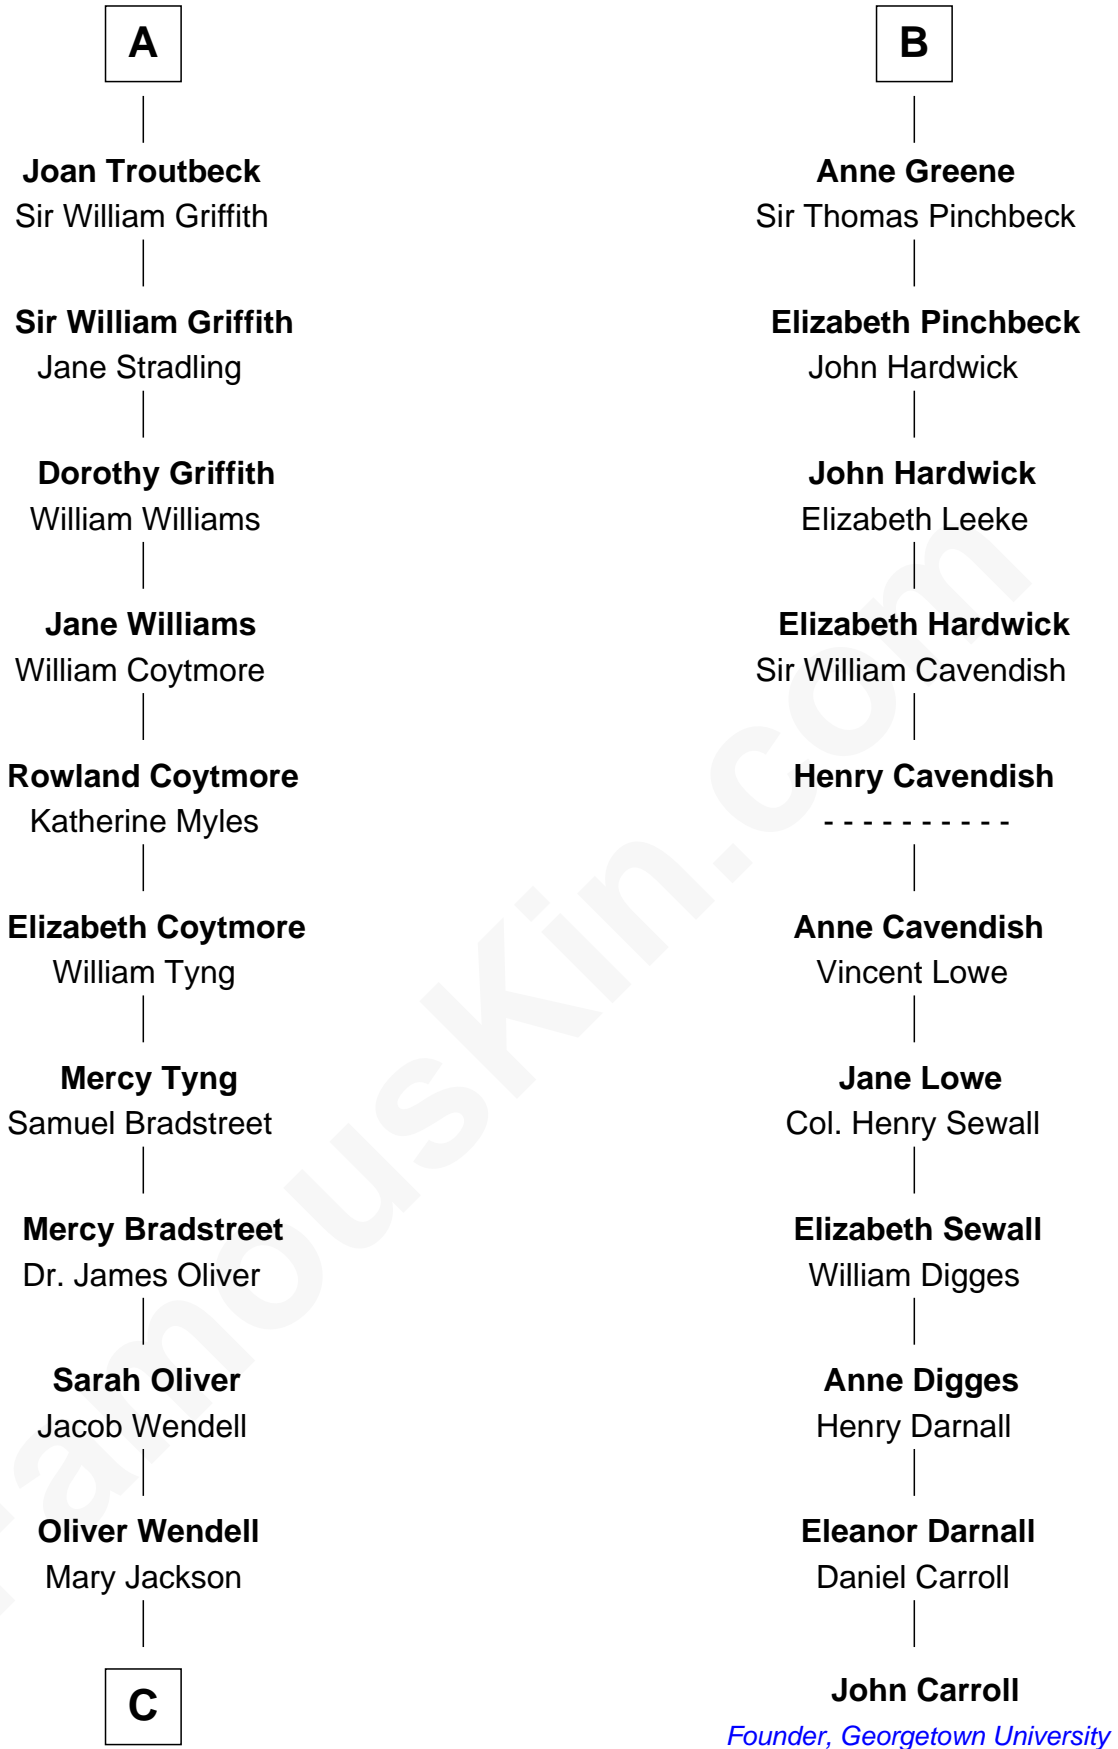 A
Joan Troutbeck
Sir William Griffith
Sir William Griffith
Jane Stradling
Dorothy Griffith
William Williams
Jane Williams
William Coytmore
Rowland Coytmore
Katherine Myles
Elizabeth Coytmore
William Tyng
Mercy Tyng
Samuel Bradstreet
Mercy Bradstreet
Dr. James Oliver
Sarah Oliver
Jacob Wendell
Oliver Wendell
Mary Jackson
C
B
Anne Greene
Sir Thomas Pinchbeck
Elizabeth Pinchbeck
John Hardwick
John Hardwick
Elizabeth Leeke
Elizabeth Hardwick
Sir William Cavendish
Henry Cavendish
- - - - - - - - - -
Anne Cavendish
Vincent Lowe
Jane Lowe
Col. Henry Sewall
Elizabeth Sewall
William Digges
Anne Digges
Henry Darnall
Eleanor Darnall
Daniel Carroll
John Carroll
Founder, Georgetown University
FamousKin.com